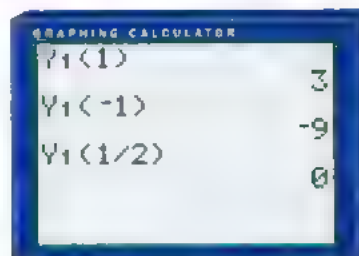 GRAPHING CALCULATOR
Y₁(1)
3
Y₁(-1)
-9
Y₁(1/2)
0